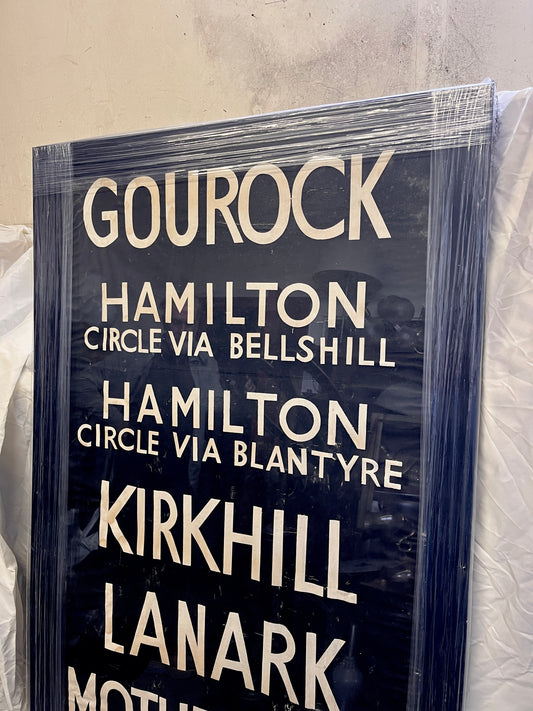 GOUROCK
HAMILTON
CIRCLE VIA BELLSHILL
HAMILTON
CIRCLE VIA BLANTYRE
KIRKHILL
LANARK